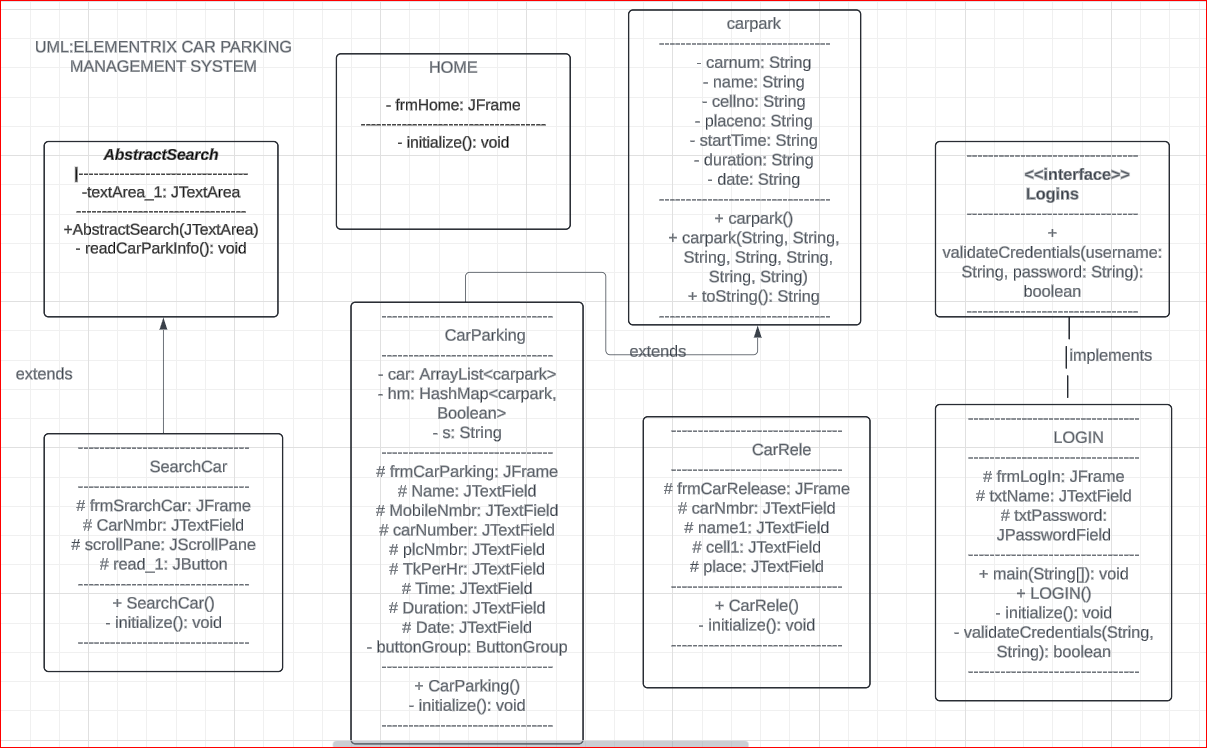 UML:ELEMENTRIX CAR PARKING
MANAGEMENT SYSTEM
HOME
- frmHome: JFrame
----------------------------------
- initialize(): void
carpark
-------------------------------
- carnum: String
- name: String
- cellno: String
- placeno: String
- startTime: String
- duration: String
- date: String
-------------------------------
+ carpark()
+ carpark(String, String,
String, String, String,
String, String)
+ toString(): String
-------------------------------
AbstractSearch
-------------------------------
-textArea_1: JTextArea
-------------------------------
+AbstractSearch(JTextArea)
- readCarParkInfo(): void
-------------------------------
<<interface>>
Logins
-------------------------------
+
validateCredentials(username:
String, password: String):
boolean
-------------------------------
extends
extends
implements
-------------------------------
SearchCar
-------------------------------
# frmSrarchCar: JFrame
# CarNmbr: JTextField
# scrollPane: JScrollPane
# read_1: JButton
-------------------------------
+ SearchCar()
- initialize(): void
-------------------------------
-------------------------------
CarParking
-------------------------------
- car: ArrayList<carpark>
- hm: HashMap<carpark,
Boolean>
- s: String
-------------------------------
# frmCarParking: JFrame
# Name: JTextField
# MobileNmbr: JTextField
# carNumber: JTextField
# plcNmbr: JTextField
# TkPerHr: JTextField
# Time: JTextField
# Duration: JTextField
# Date: JTextField
- buttonGroup: ButtonGroup
-------------------------------
+ CarParking()
- initialize(): void
-------------------------------
-------------------------------
CarRele
-------------------------------
# frmCarRelease: JFrame
# carNmbr: JTextField
# name1: JTextField
# cell1: JTextField
# place: JTextField
-------------------------------
+ CarRele()
- initialize(): void
-------------------------------
-------------------------------
LOGIN
-------------------------------
# frmLogIn: JFrame
# txtName: JTextField
# txtPassword:
JPasswordField
-------------------------------
+ main(String[]): void
+ LOGIN()
- initialize(): void
- validateCredentials(String,
String): boolean
-------------------------------